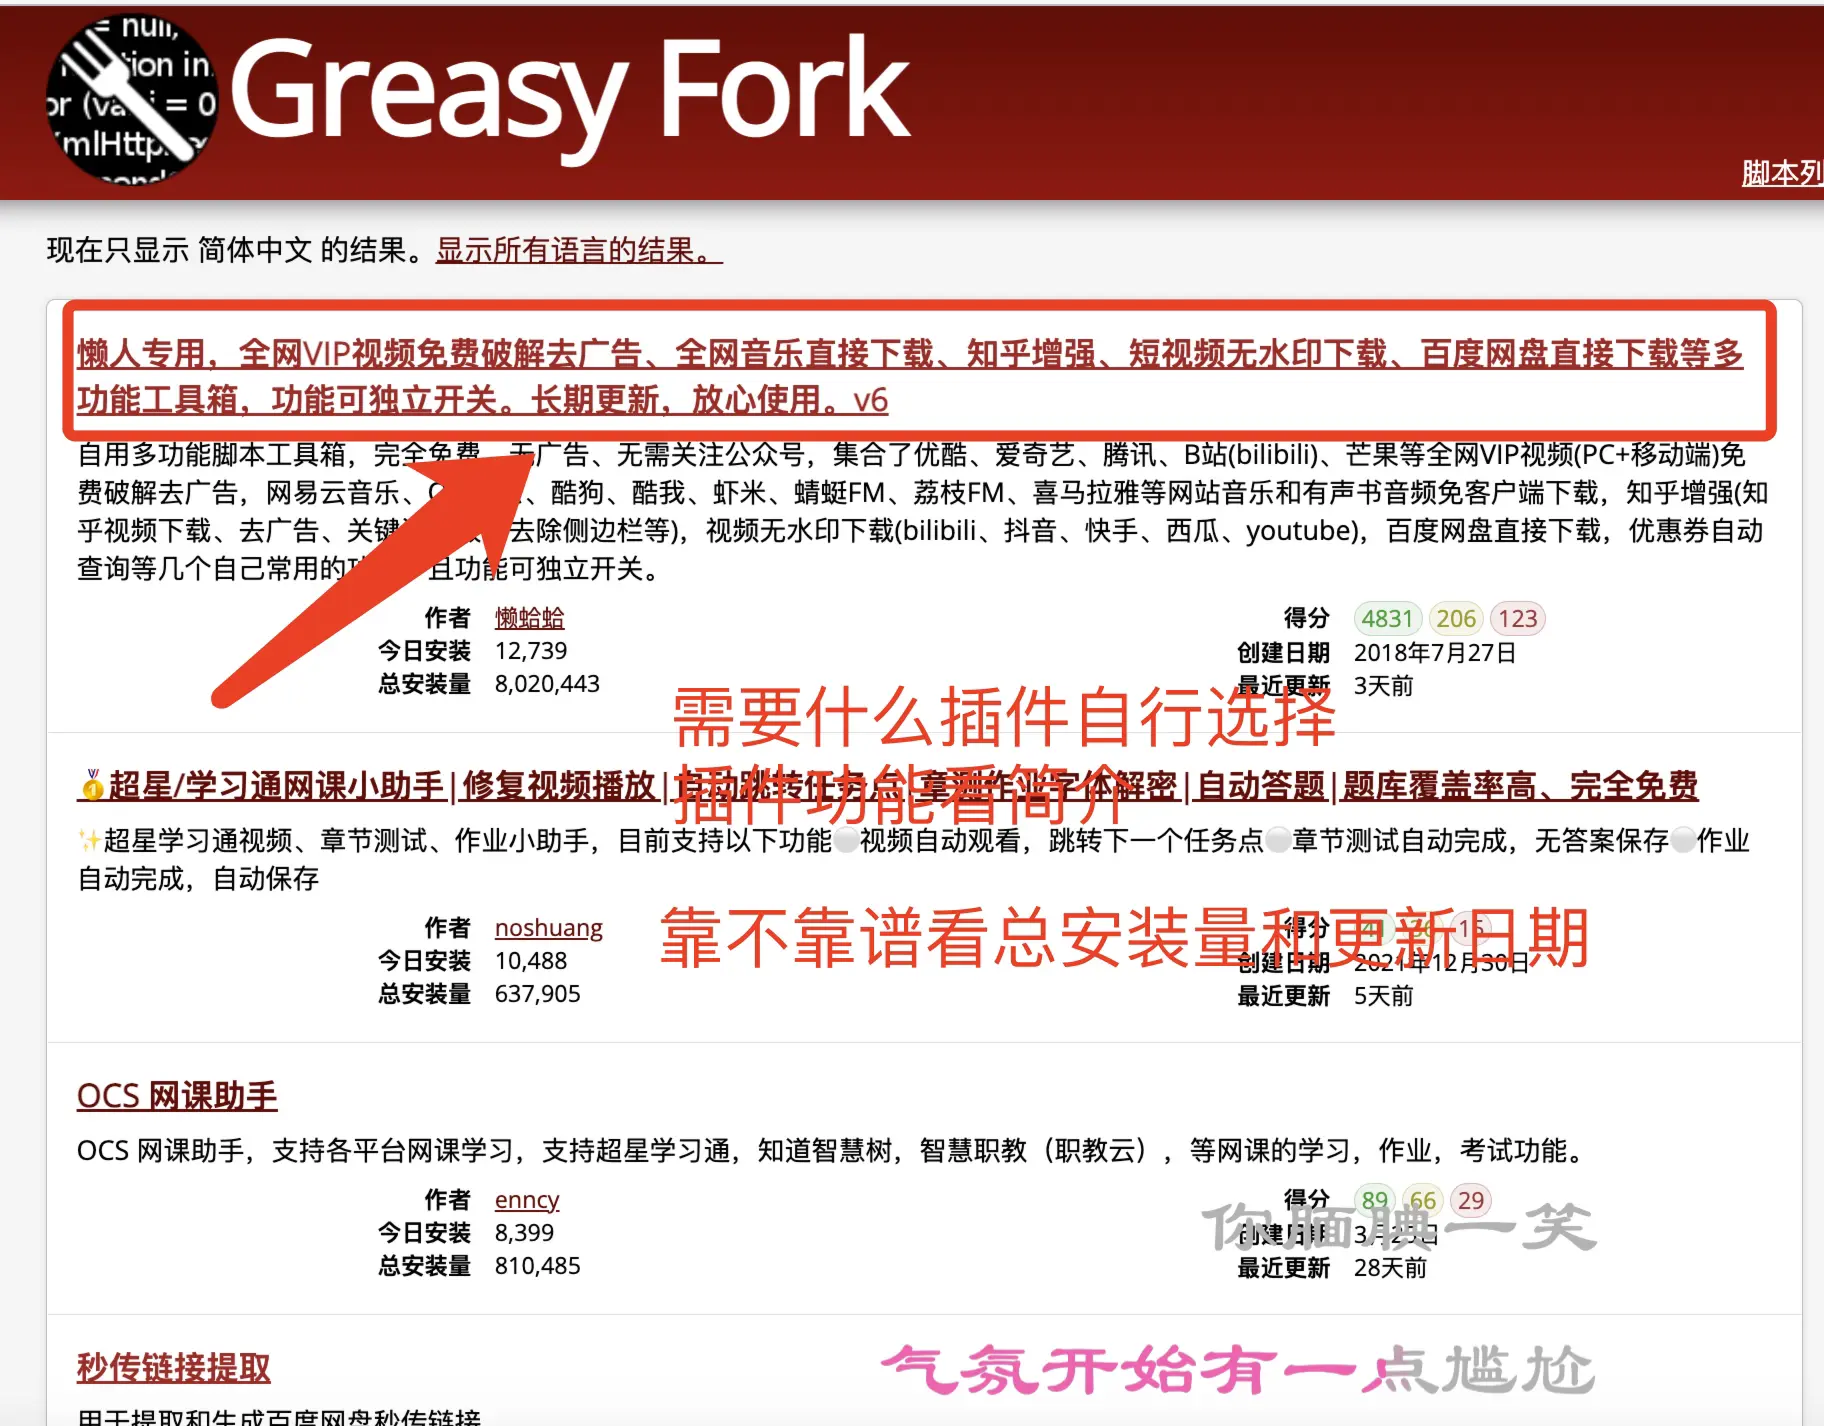 = null,
tion in
or (va i = 0
mlHttp
Greasy Fork
脚本列
现在只显示 简体中文 的结果。显示所有语言的结果。
懒人专用，全网VIP视频免费破解去广告、全网音乐直接下载、知乎增强、短视频无水印下载、百度网盘直接下载等多
功能工具箱，功能可独立开关。长期更新，放心使用。v6
自用多功能脚本工具箱，完全免费、无广告、无需关注公众号，集合了优酷、爱奇艺、腾讯、B站(bilibili)、芒果等全网VIP视频(PC+移动端)免
费破解去广告，网易云音乐、 、酷狗、酷我、虾米、蜻蜓FM、荔枝FM、喜马拉雅等网站音乐和有声书音频免客户端下载，知乎增强(知
乎视频下载、去广告、关键 去除侧边栏等)，视频无水印下载(bilibili、抖音、快手、西瓜、youtube)，百度网盘直接下载，优惠券自动
查询等几个自己常用的 且功能可独立开关。
作者 懒蛤蛤
今日安装 12,739
总安装量 8,020,443
得分 4831 206 123
创建日期 2018年7月27日
最近更新 3天前
需要什么插件自行选择
插件功能看简介
🥇超星/学习通网课小助手|修复视频播放|自动跳转任务点|章测作业字体解密|自动答题|题库覆盖率高、完全免费
✨超星学习通视频、章节测试、作业小助手，目前支持以下功能⚪视频自动观看，跳转下一个任务点⚪章节测试自动完成，无答案保存⚪作业
自动完成，自动保存
作者 noshuang
今日安装 10,488
总安装量 637,905
靠不靠谱看总安装量和更新日期
得分 41 36 15
创建日期 2021年12月30日
最近更新 5天前
OCS 网课助手
OCS 网课助手，支持各平台网课学习，支持超星学习通，知道智慧树，智慧职教（职教云），等网课的学习，作业，考试功能。
作者 enncy
今日安装 8,399
总安装量 810,485
得分 89 66 29
创建日期 3月 日
最近更新 28天前
你腼腆一笑
气氛开始有一点尴尬
秒传链接提取
用于提取和生成百度网盘秒传链接